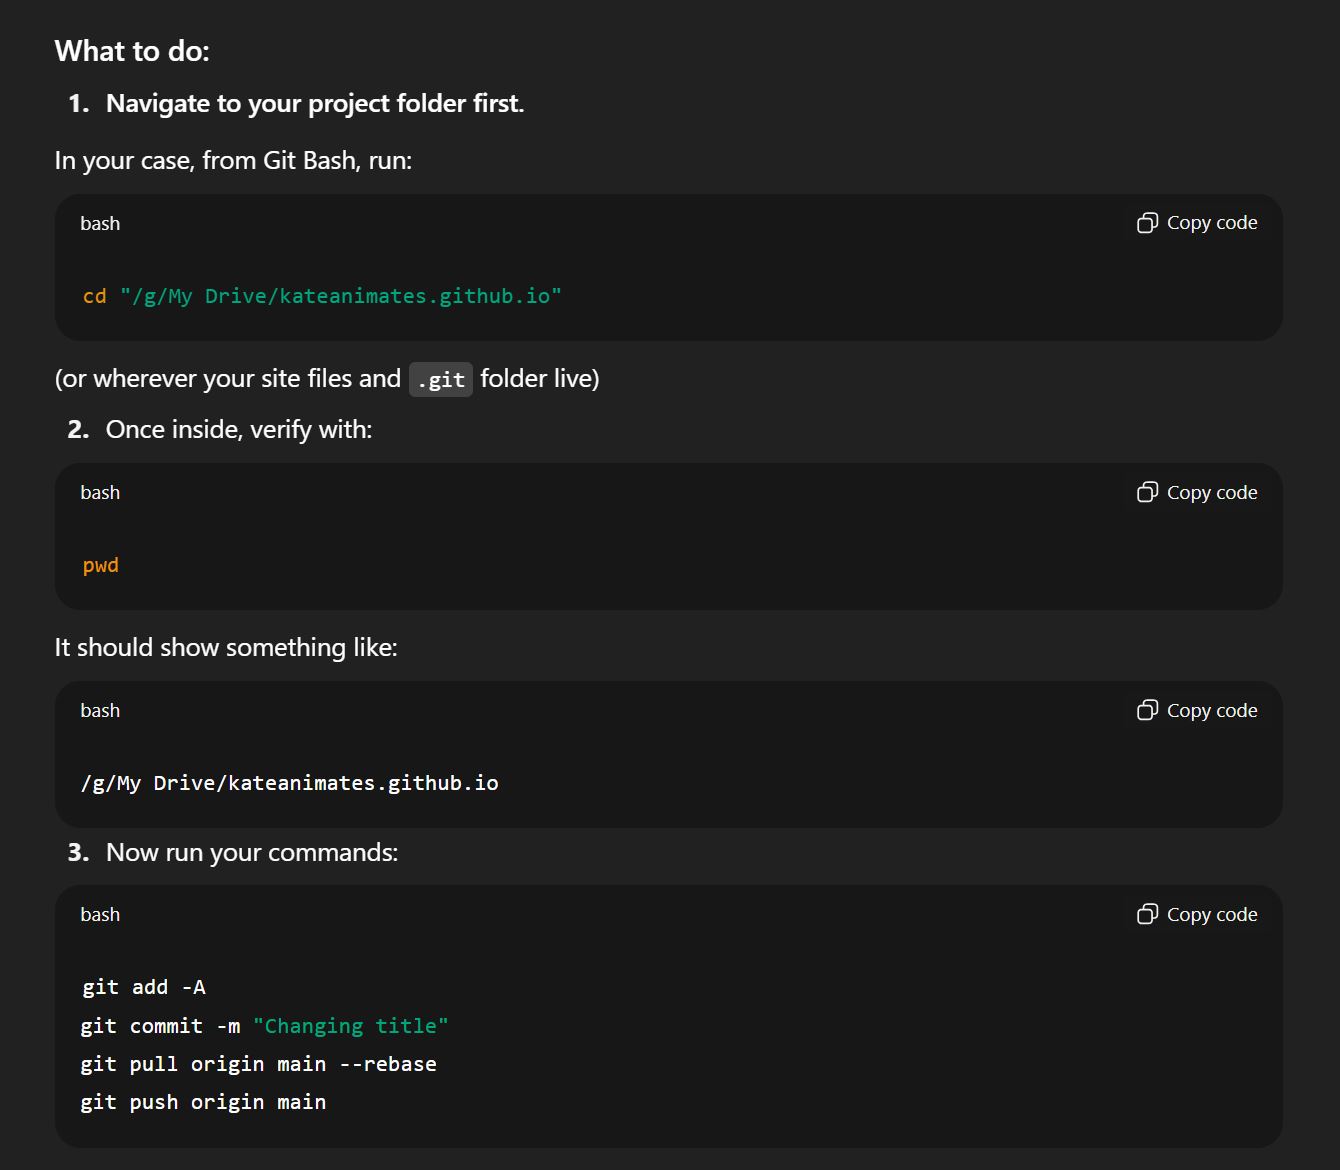 What to do:
1. Navigate to your project folder first.
In your case, from Git Bash, run:
bash
Copy code
cd "/g/My Drive/kateanimates.github.io"
(or wherever your site files and .git folder live)
2. Once inside, verify with:
bash
Copy code
pwd
It should show something like:
bash
Copy code
/g/My Drive/kateanimates.github.io
3. Now run your commands:
bash
Copy code
git add -A
git commit -m "Changing title"
git pull origin main --rebase
git push origin main